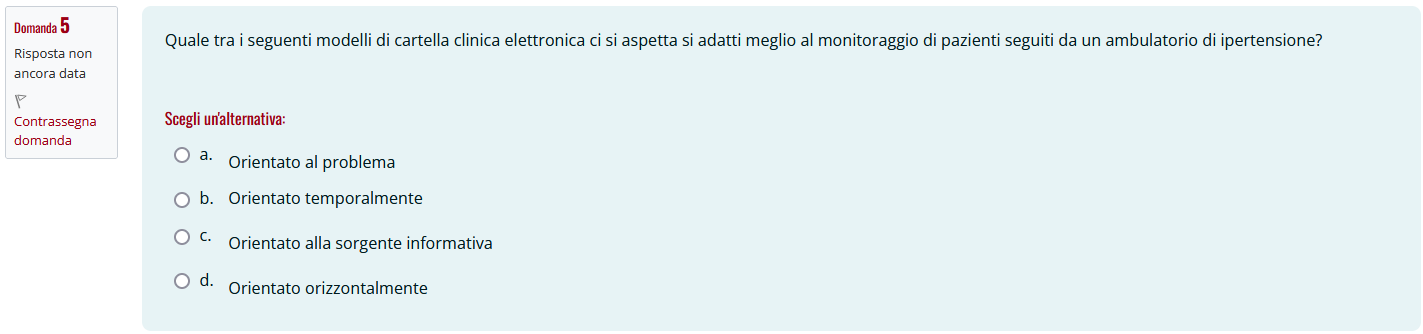 Domanda 5
Risposta non
ancora data
Contrassegna
domanda
Quale tra i seguenti modelli di cartella clinica elettronica ci si aspetta si adatti meglio al monitoraggio di pazienti seguiti da un ambulatorio di ipertensione?
Scegli un'alternativa:
a. Orientato al problema
b. Orientato temporalmente
c. Orientato alla sorgente informativa
d. Orientato orizzontalmente